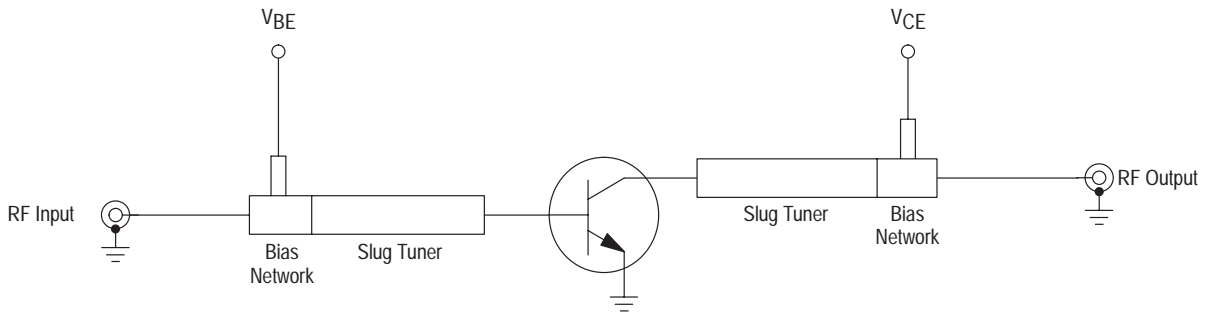 VBE
VCE
RF Input
Bias
Network
Slug Tuner
Slug Tuner
Bias
Network
RF Output